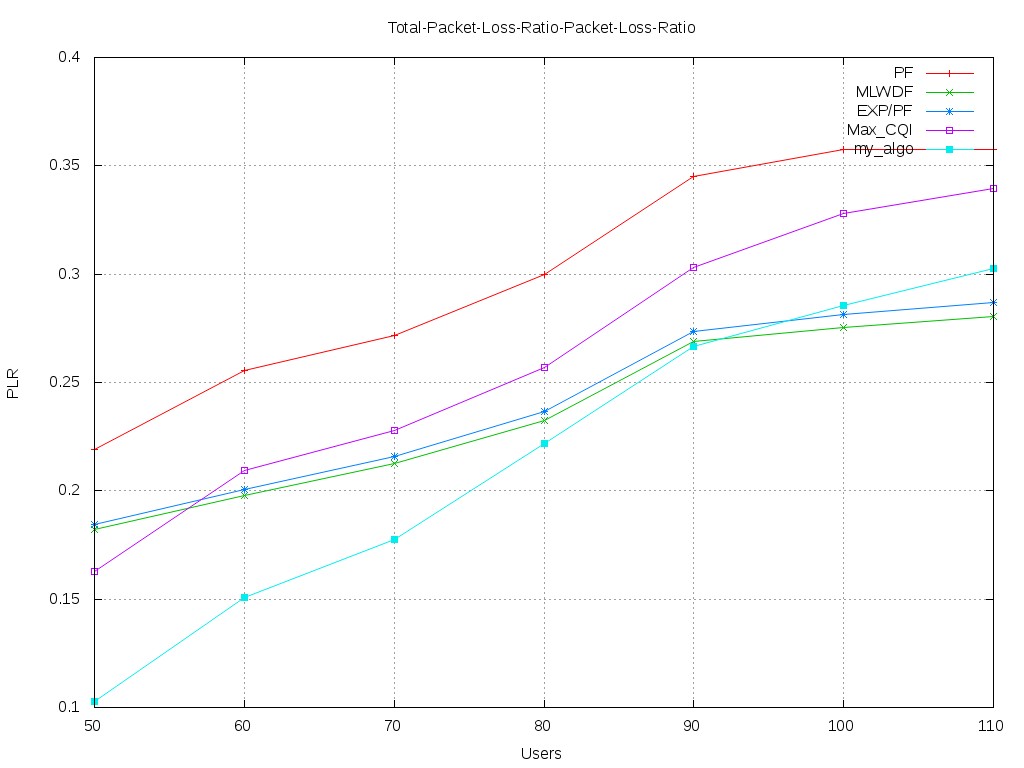 Total-Packet-Loss-Ratio-Packet-Loss-Ratio
0.4
0.35
0.3
0.25
0.2
0.15
0.1
PLR
PF
MLWDF
EXP/PF
Max_CQI
my_algo
50 60 70 80 90 100 110
Users